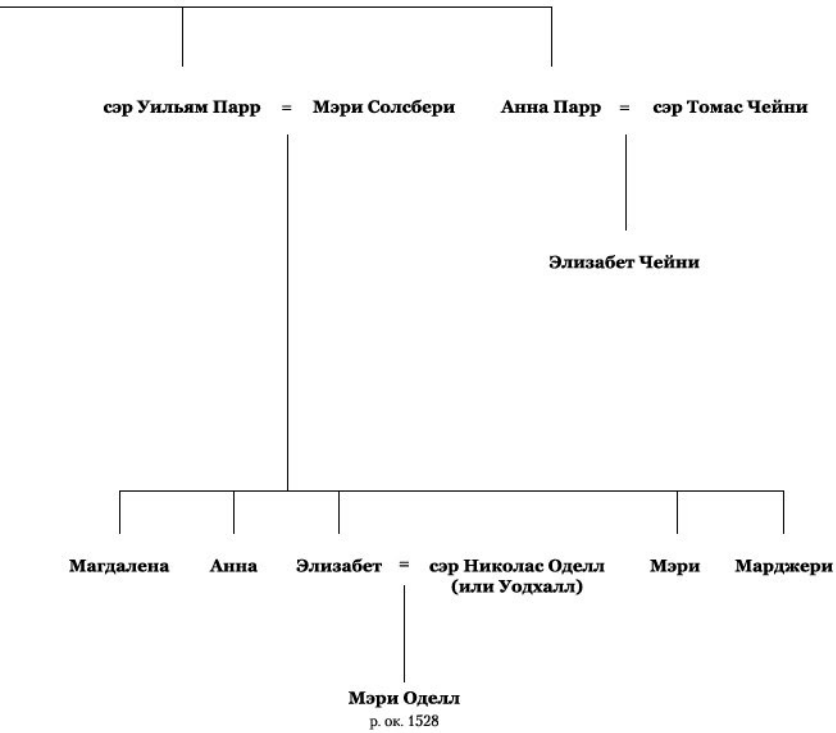 сэр Уильям Парр = Мэри Солсбери Анна Парр = сэр Томас Чейни
Элизабет Чейни
Магдалена Анна Элизабет = сэр Николас Оделл Мэри Марджери
(или Уодхалл)
Мэри Оделл
р. ок. 1528